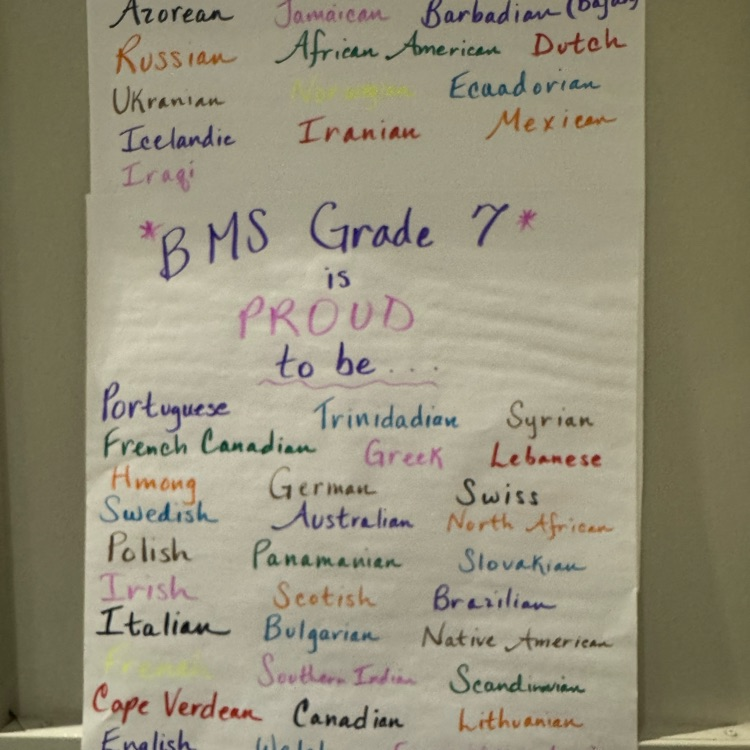 Azorean Jamaican Barbadian (Bajan)
Russian African American Dutch
Ukranian Norwegian Ecuadorian
Icelandic Iranian Mexican
Iraqi
*BMS Grade 7*
is
PROUD
to be...
Portuguese Trinidadian Syrian
French Canadian Greek Lebanese
Hmong German Swiss
Swedish Australian North African
Polish Panamanian Slovakian
Irish Scotish Brazilian
Italian Bulgarian Native American
French Southern Indian Scandinavian
Cape Verdean Canadian Lithuanian
English